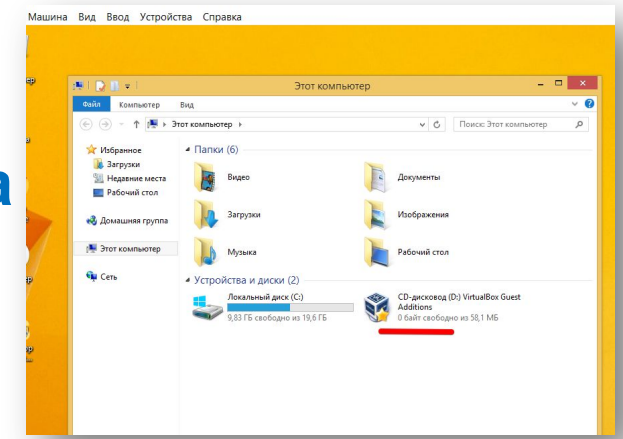 Машина Вид Ввод Устройства Справка
Этот компьютер
Файл Компьютер Вид
Этот компьютер
Поиск: Этот компьютер
Избранное
Загрузки
Недавние места
Рабочий стол
Домашняя группа
Этот компьютер
Сеть
Папки (6)
Видео
Документы
Загрузки
Изображения
Музыка
Рабочий стол
Устройства и диски (2)
Локальный диск (C:)
9,83 ГБ свободно из 19,6 ГБ
CD-дисковод (D:) VirtualBox Guest
Additions
0 байт свободно из 58,1 МБ
а